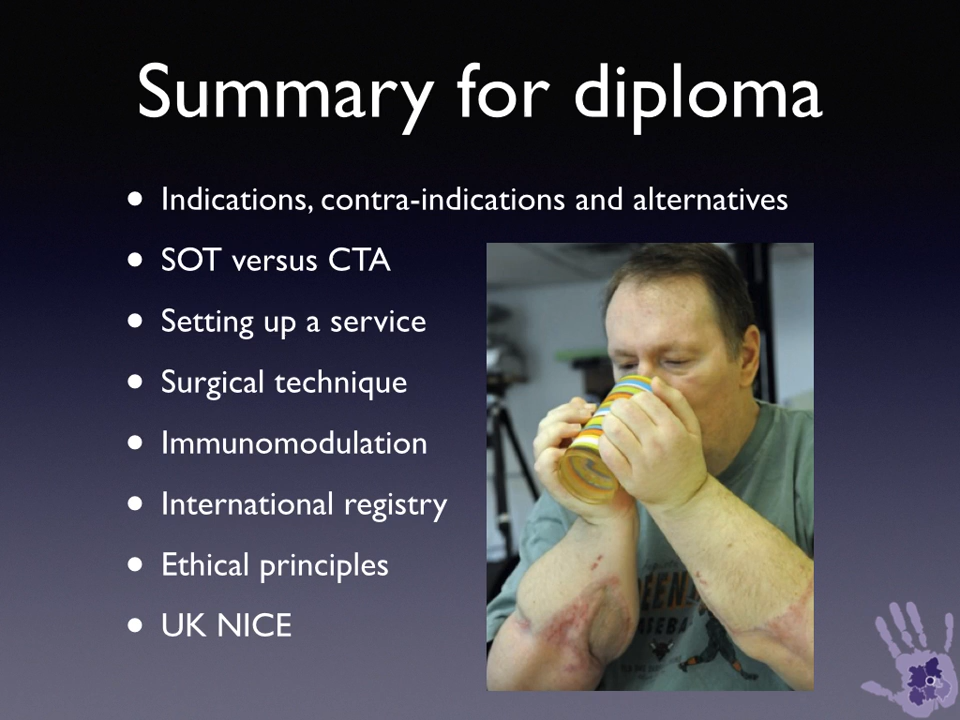 Summary for diploma
• Indications, contra-indications and alternatives
• SOT versus CTA
• Setting up a service
• Surgical technique
• Immunomodulation
• International registry
• Ethical principles
• UK NICE